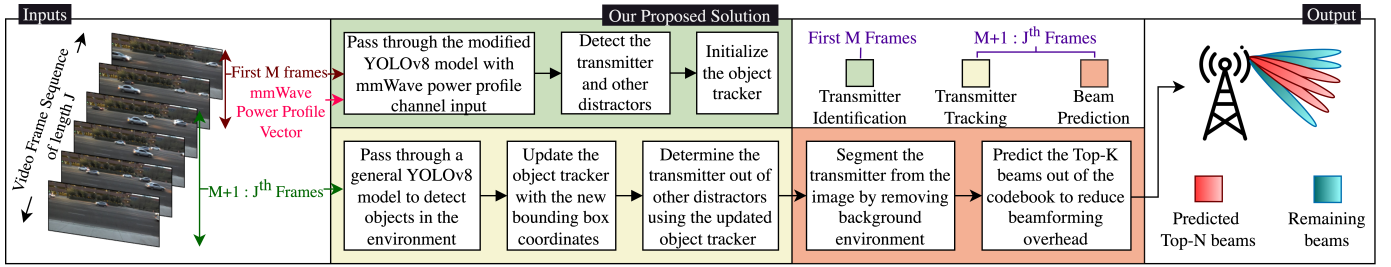 Inputs
Our Proposed Solution
Output
Video Frame Sequence
of length J
First M frames
mmWave
Power Profile
Vector
M+1 : Jth Frames
Pass through the modified
YOLOv8 model with
mmWave power profile
channel input
Detect the
transmitter
and other
distractors
Initialize
the object
tracker
First M Frames
M+1 : Jth Frames
Transmitter
Identification
Transmitter
Tracking
Beam
Prediction
Pass through a
general YOLOv8
model to detect
objects in the
environment
Update the
object tracker
with the new
bounding box
coordinates
Determine the
transmitter out of
other distractors
using the updated
object tracker
Segment the
transmitter from the
image by removing
background
environment
Predict the Top-K
beams out of the
codebook to reduce
beamforming
overhead
Predicted
Top-N beams
Remaining
beams